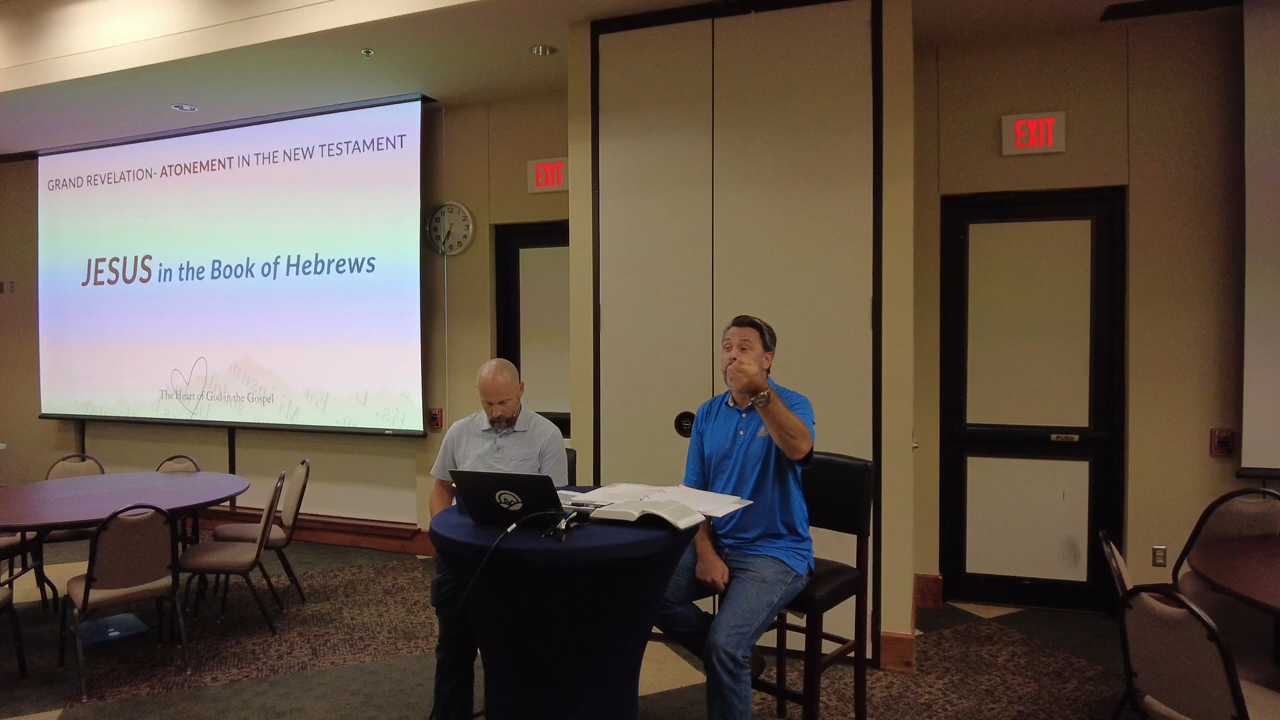 GRAND REVELATION- ATONEMENT IN THE NEW TESTAMENT
JESUS in the Book of Hebrews
The Heart of God in the Gospel
EXIT
EXIT
PUSH